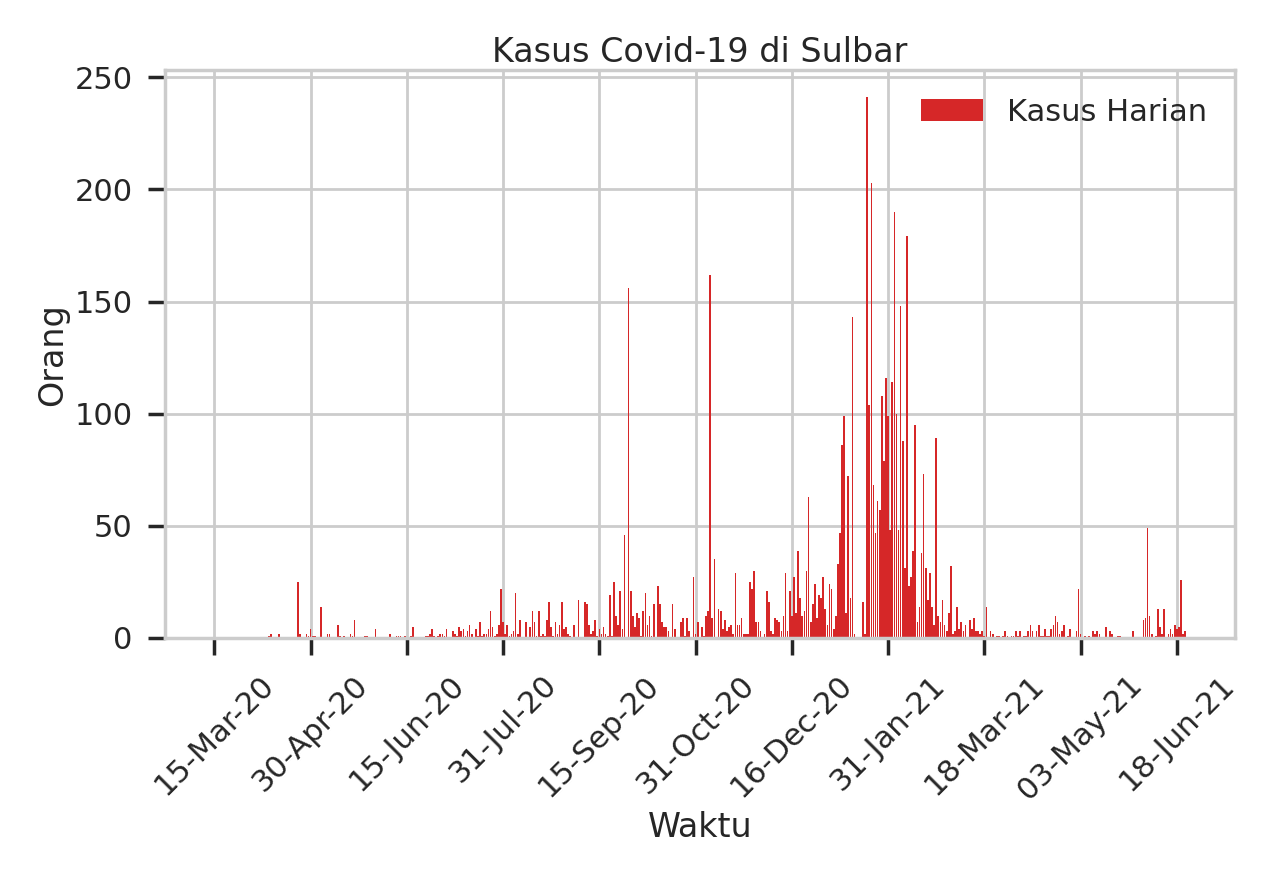 Kasus Covid-19 di Sulbar
Kasus Harian
Orang
250
200
150
100
50
0
15-Mar-20
30-Apr-20
15-Jun-20
31-Jul-20
15-Sep-20
31-Oct-20
16-Dec-20
31-Jan-21
18-Mar-21
03-May-21
18-Jun-21
Waktu